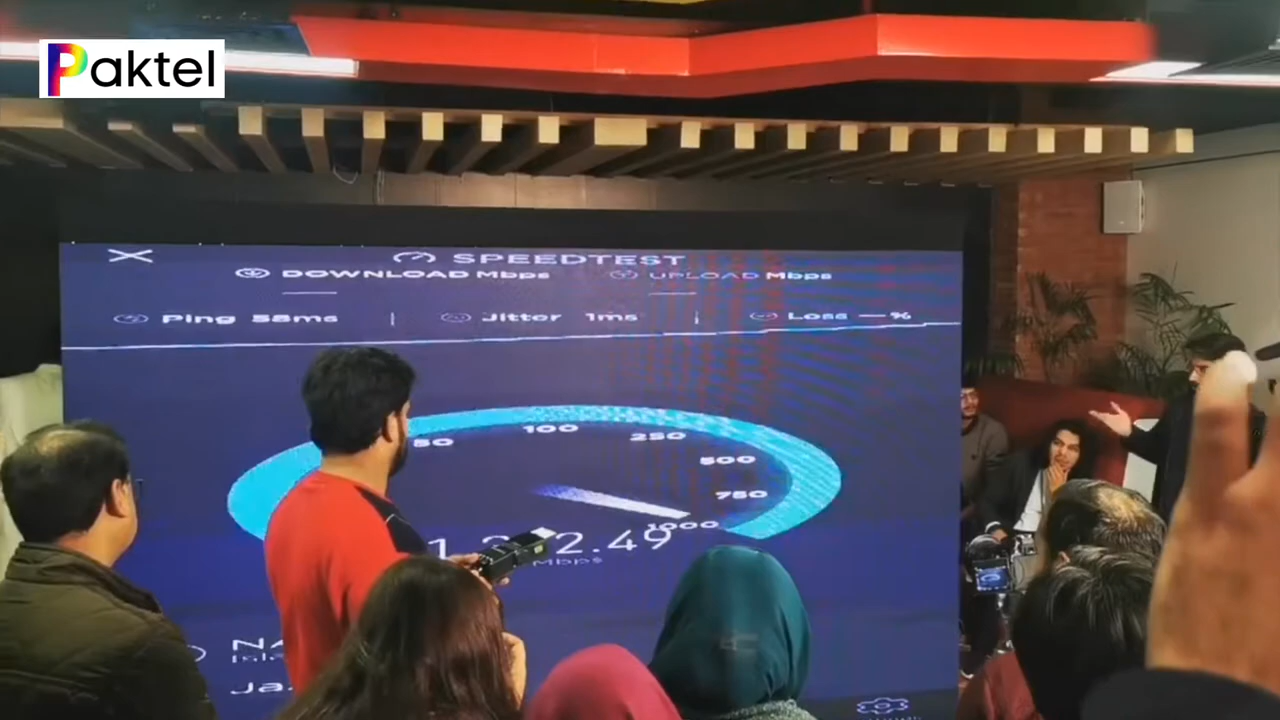 Paktel
SPEEDTEST
DOWNLOAD Mbps
UPLOAD Mbps
Ping 58ms
Jitter 1ms
Loss — %
50
100
250
500
750
1000
2.49
Mbps